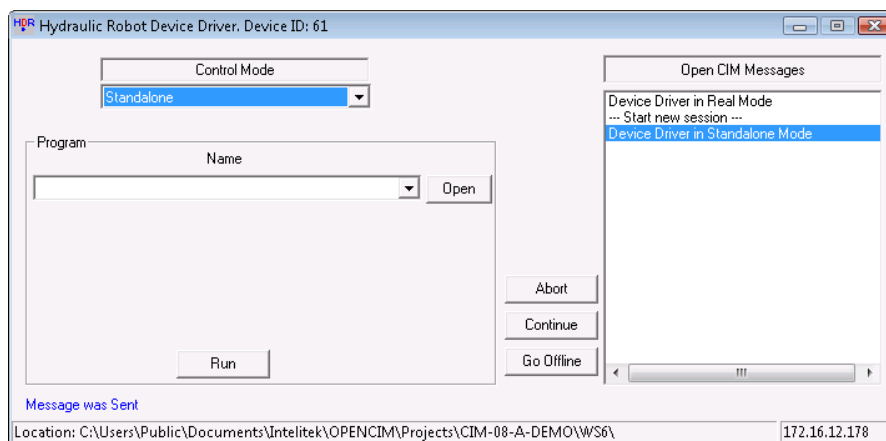 HDR Hydraulic Robot Device Driver. Device ID: 61
Control Mode
Standalone
Program
Name
Open
Run
Abort
Continue
Go Offline
Open CIM Messages
Device Driver in Real Mode
--- Start new session ---
Device Driver in Standalone Mode
Message was Sent
Location: C:\Users\Public\Documents\Intelitek\OPENCIM\Projects\CIM-08-A-DEMO\WS6\
172.16.12.178